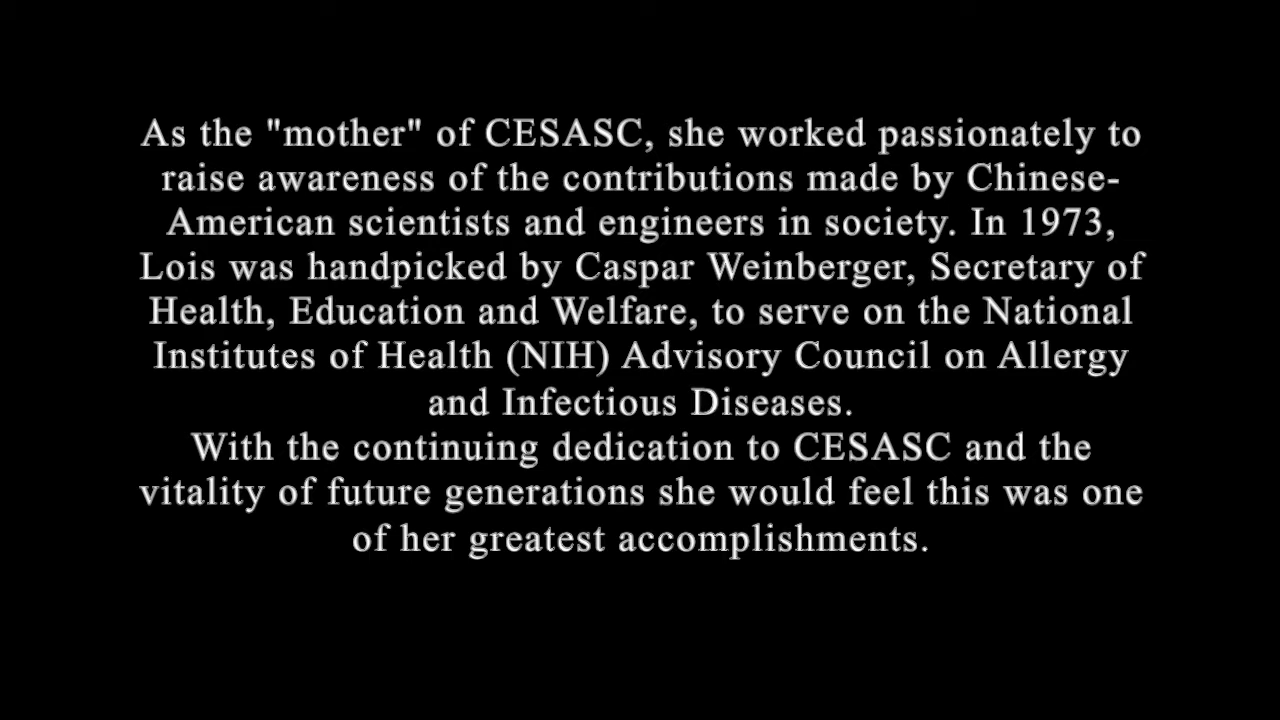 As the "mother" of CESASC, she worked passionately to
raise awareness of the contributions made by Chinese-
American scientists and engineers in society. In 1973,
Lois was handpicked by Caspar Weinberger, Secretary of
Health, Education and Welfare, to serve on the National
Institutes of Health (NIH) Advisory Council on Allergy
and Infectious Diseases.
With the continuing dedication to CESASC and the
vitality of future generations she would feel this was one
of her greatest accomplishments.